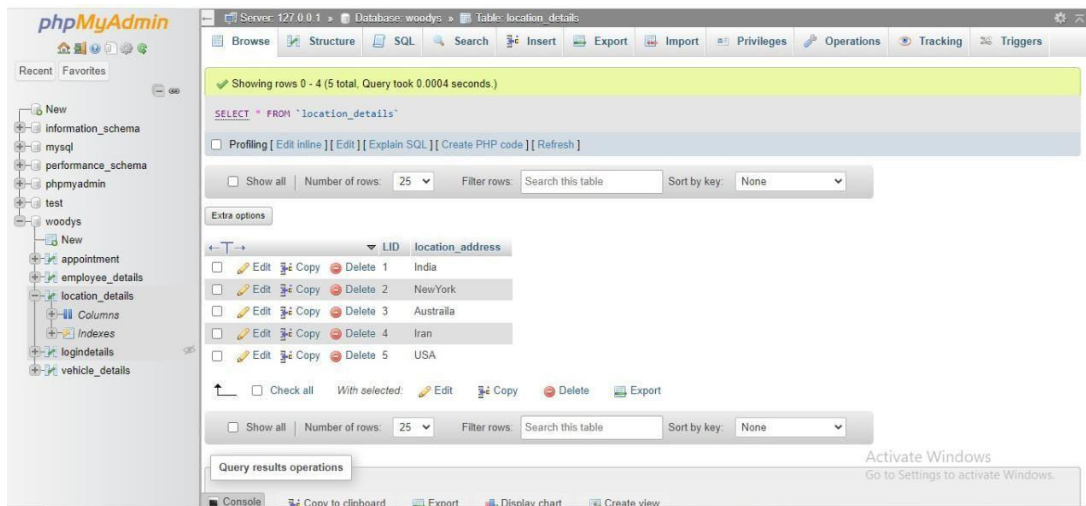 phpMyAdmin
Recent Favorites
New
information_schema
mysql
performance_schema
phpmyadmin
test
woodys
New
appointment
employee_details
location_details
Columns
Indexes
logindetails
vehicle_details
Server: 127.0.0.1 » Database: woodys » Table: location_details
Browse Structure SQL Search Insert Export Import Privileges Operations Tracking Triggers
Showing rows 0 - 4 (5 total, Query took 0.0004 seconds.)
SELECT * FROM `location_details`
Profiling [ Edit inline ] [ Edit ] [ Explain SQL ] [ Create PHP code ] [ Refresh ]
Show all | Number of rows: 25 Filter rows: Search this table Sort by key: None
Extra options
←T→ LID location_address
Edit Copy Delete 1 India
Edit Copy Delete 2 NewYork
Edit Copy Delete 3 Austraila
Edit Copy Delete 4 Iran
Edit Copy Delete 5 USA
Check all With selected: Edit Copy Delete Export
Show all | Number of rows: 25 Filter rows: Search this table Sort by key: None
Query results operations
Activate Windows
Go to Settings to activate Windows.
Console Copy to clipboard Export Display chart Create view